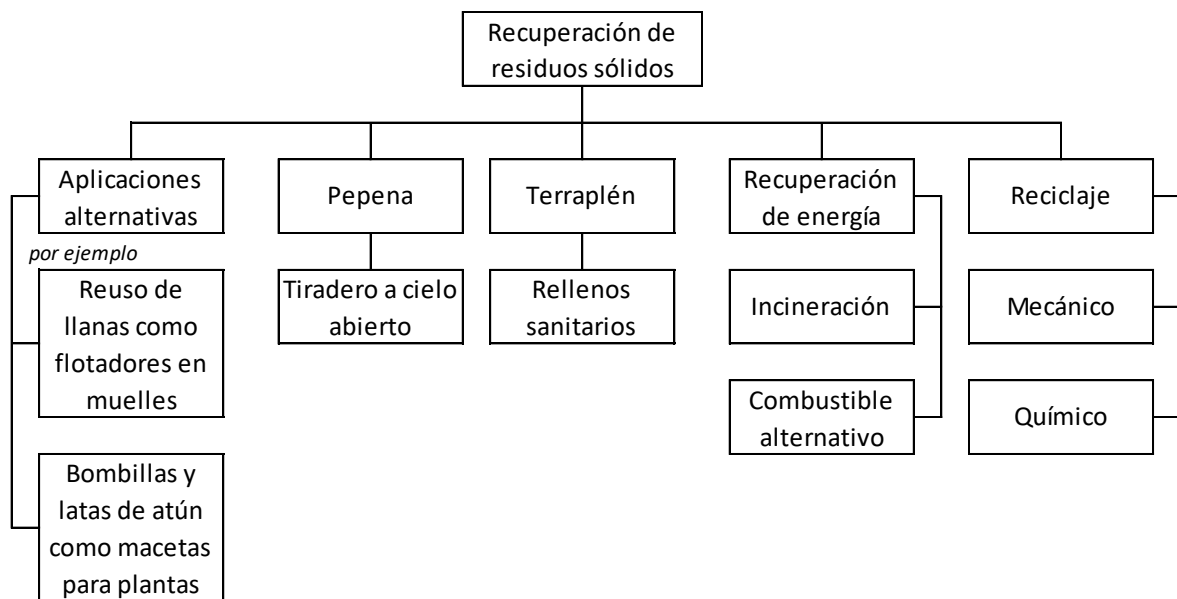 Recuperación de
residuos sólidos
Aplicaciones
alternativas
Pepena
Terraplén
Recuperación
de energía
Reciclaje
por ejemplo
Reuso de
llanas como
flotadores en
muelles
Tiradero a cielo
abierto
Rellenos
sanitarios
Incineración
Mecánico
Combustible
alternativo
Químico
Bombillas y
latas de atún
como macetas
para plantas